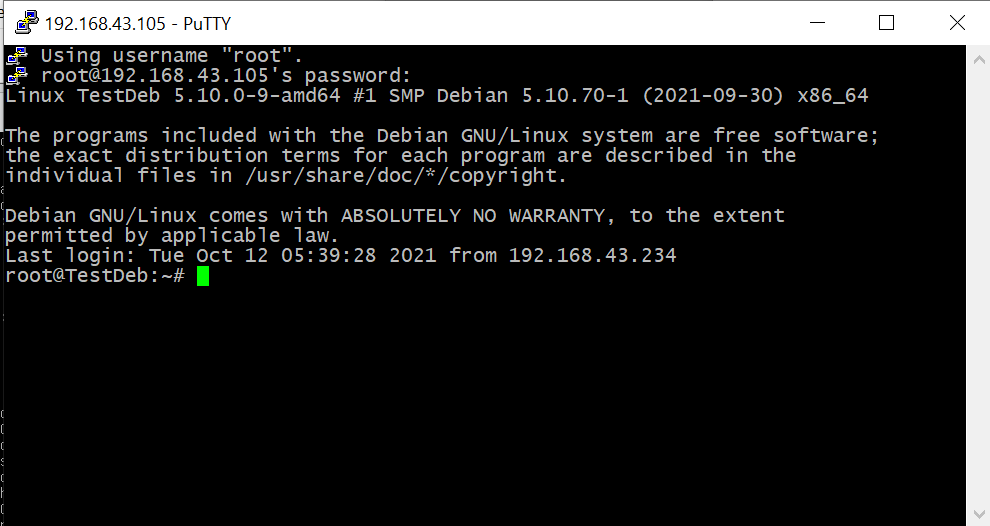 192.168.43.105 - PuTTY
Using username "root".
root@192.168.43.105's password:
Linux TestDeb 5.10.0-9-amd64 #1 SMP Debian 5.10.70-1 (2021-09-30) x86_64
The programs included with the Debian GNU/Linux system are free software;
the exact distribution terms for each program are described in the
individual files in /usr/share/doc/*/copyright.
Debian GNU/Linux comes with ABSOLUTELY NO WARRANTY, to the extent
permitted by applicable law.
Last login: Tue Oct 12 05:39:28 2021 from 192.168.43.234
root@TestDeb:~#